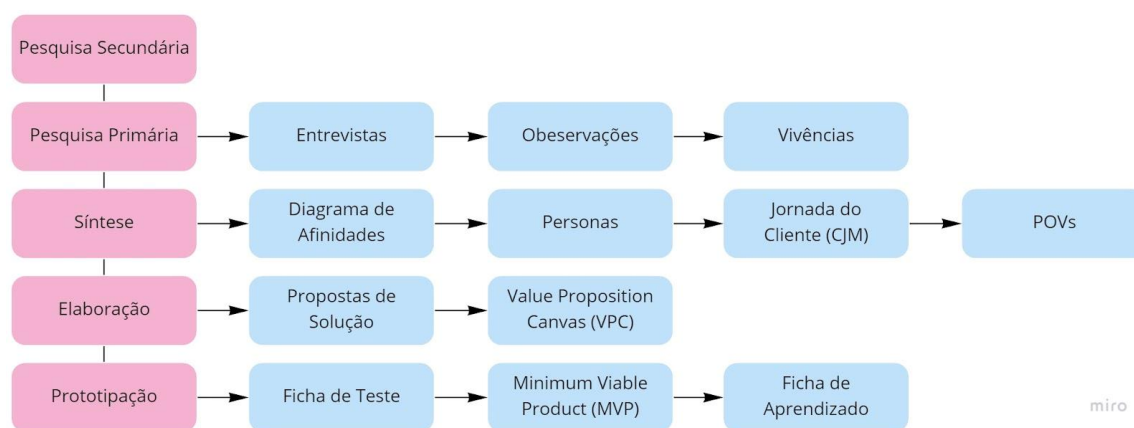 Pesquisa Secundária
Pesquisa Primária
Entrevistas
Obeservações
Vivências
Síntese
Diagrama de
Afinidades
Personas
Jornada do
Cliente (CJM)
POVs
Elaboração
Propostas de
Solução
Value Proposition
Canvas (VPC)
Prototipação
Ficha de Teste
Minimum Viable
Product (MVP)
Ficha de
Aprendizado
miro